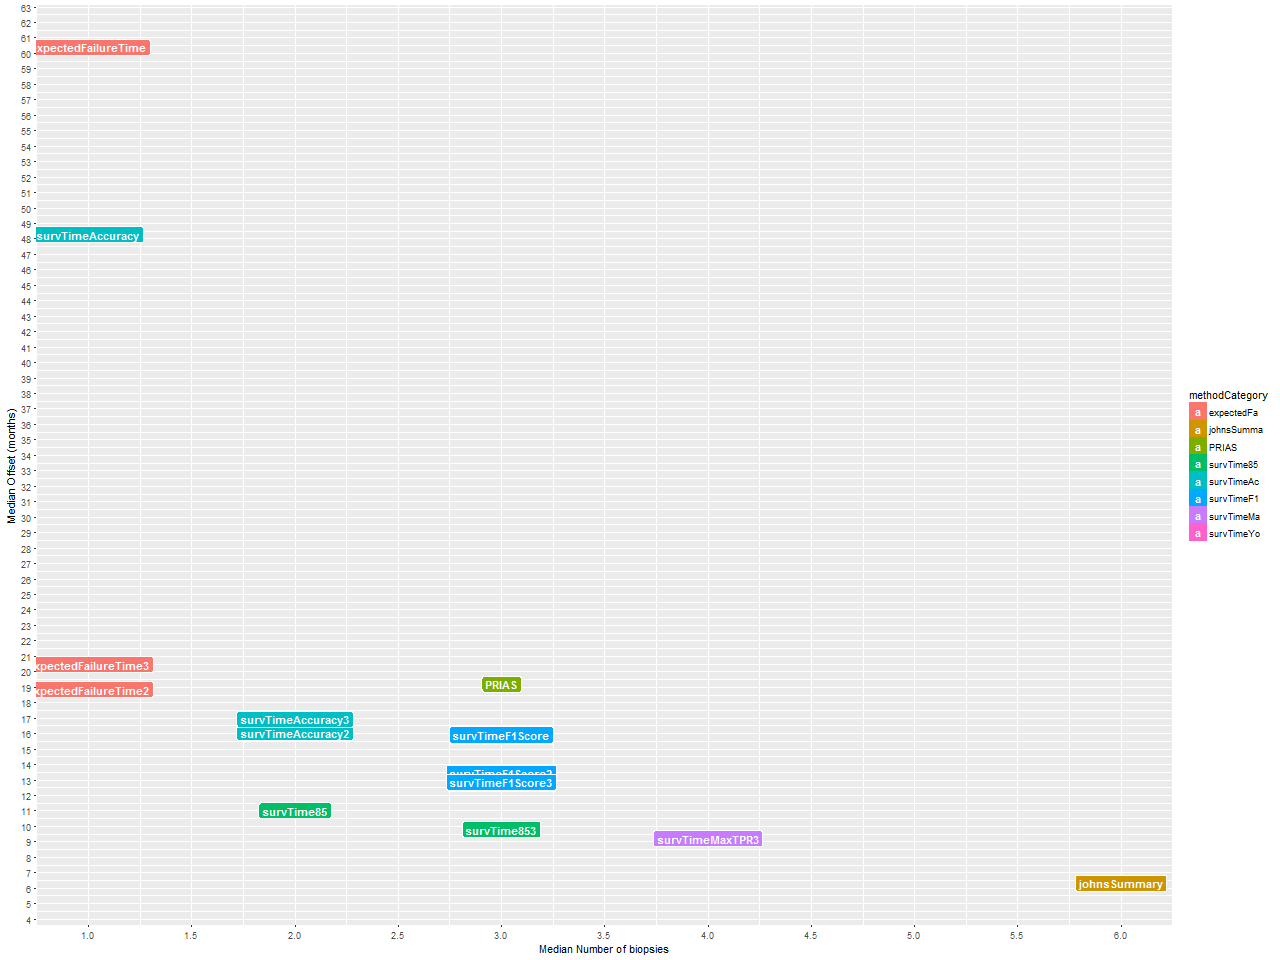 63
62
61
60
59
58
57
56
55
54
53
52
51
50
49
48
47
46
45
44
43
42
41
40
39
38
37
36
35
34
33
32
31
30
29
28
27
26
25
24
23
22
21
20
19
18
17
16
15
14
13
12
11
10
9
8
7
6
5
4
Median Offset (months)
xpectedFailureTime
survTimeAccuracy
xpectedFailureTime3
xpectedFailureTime2
PRIAS
survTimeAccuracy3
survTimeAccuracy2
survTimeF1Score
survTimeF1Score2
survTimeF1Score3
survTime85
survTime853
survTimeMaxTPR3
johnsSummary
1.0 1.5 2.0 2.5 3.0 3.5 4.0 4.5 5.0 5.5 6.0
Median Number of biopsies
methodCategory
a expectedFa
a johnsSumma
a PRIAS
a survTime85
a survTimeAc
a survTimeF1
a survTimeMa
a survTimeYo